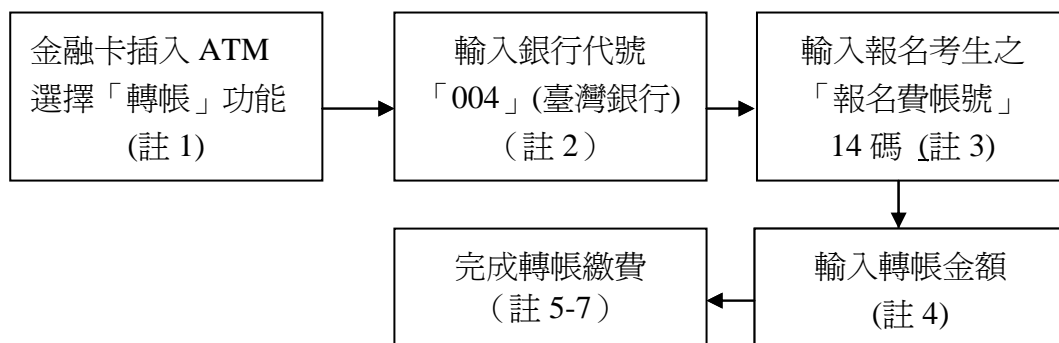 金融卡插入 ATM
選擇「轉帳」功能
(註 1)
輸入銀行代號
「004」(臺灣銀行)
（註 2）
輸入報名考生之
「報名費帳號」
14 碼 (註 3)
輸入轉帳金額
(註 4)
完成轉帳繳費
（註 5-7）